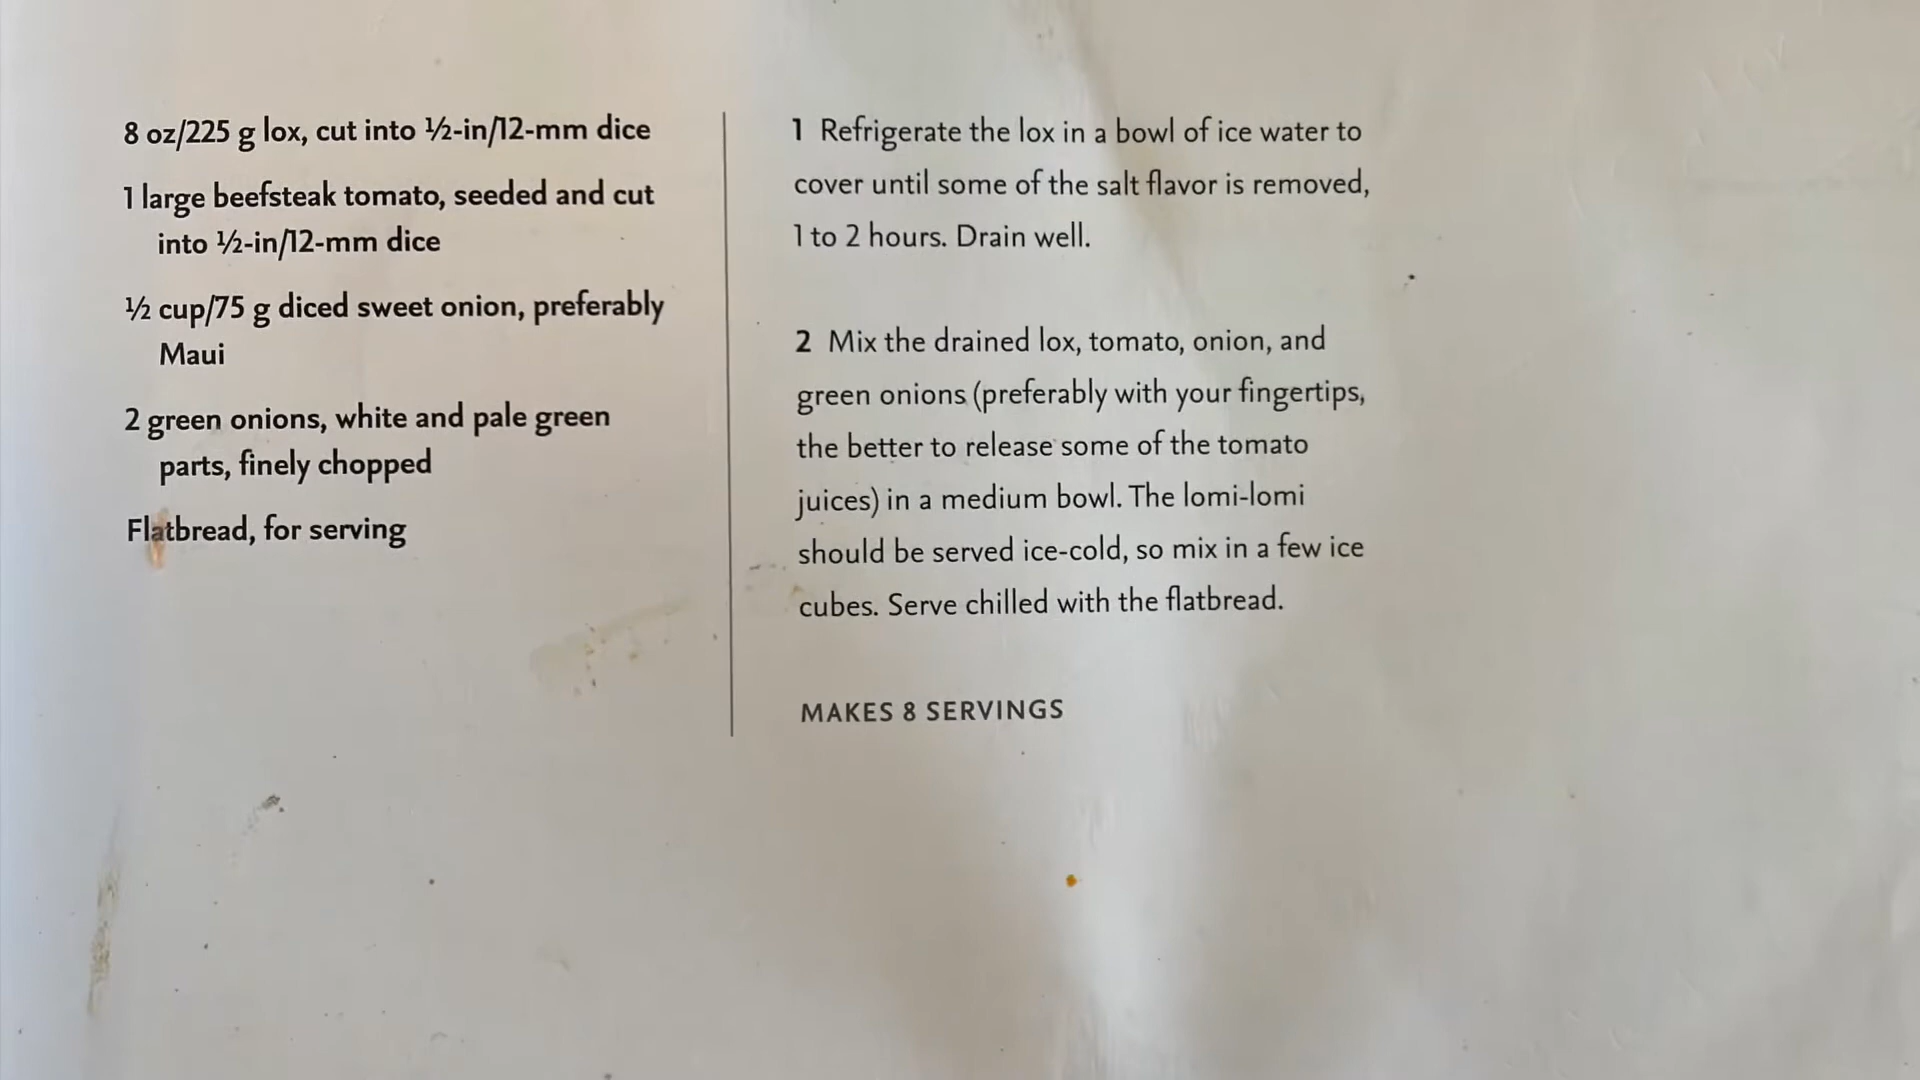 8 oz/225 g lox, cut into ½-in/12-mm dice
1 large beefsteak tomato, seeded and cut
into ½-in/12-mm dice
½ cup/75 g diced sweet onion, preferably
Maui
2 green onions, white and pale green
parts, finely chopped
Flatbread, for serving
1 Refrigerate the lox in a bowl of ice water to
cover until some of the salt flavor is removed,
1 to 2 hours. Drain well.
2 Mix the drained lox, tomato, onion, and
green onions (preferably with your fingertips,
the better to release some of the tomato
juices) in a medium bowl. The lomi-lomi
should be served ice-cold, so mix in a few ice
cubes. Serve chilled with the flatbread.
MAKES 8 SERVINGS